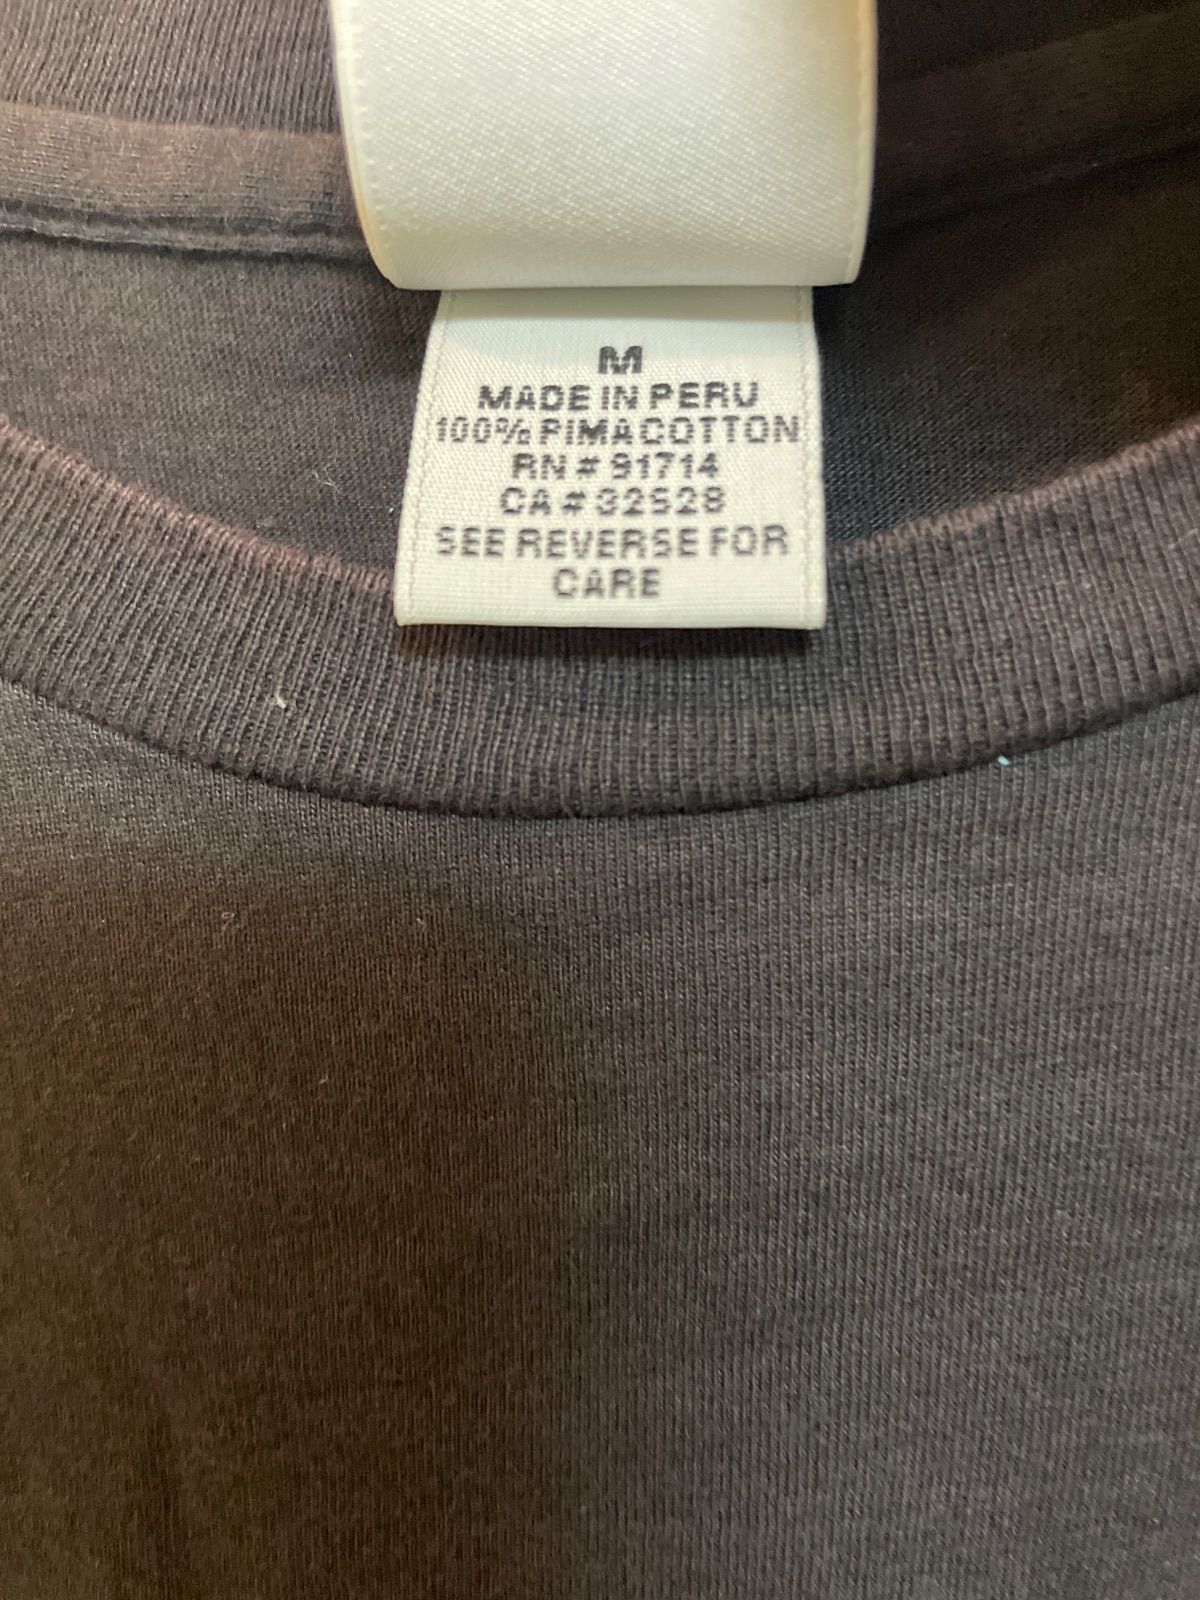 M
MADE IN PERU
100% PIMA COTTON
RN # 91714
CA # 32528
SEE REVERSE FOR
CARE